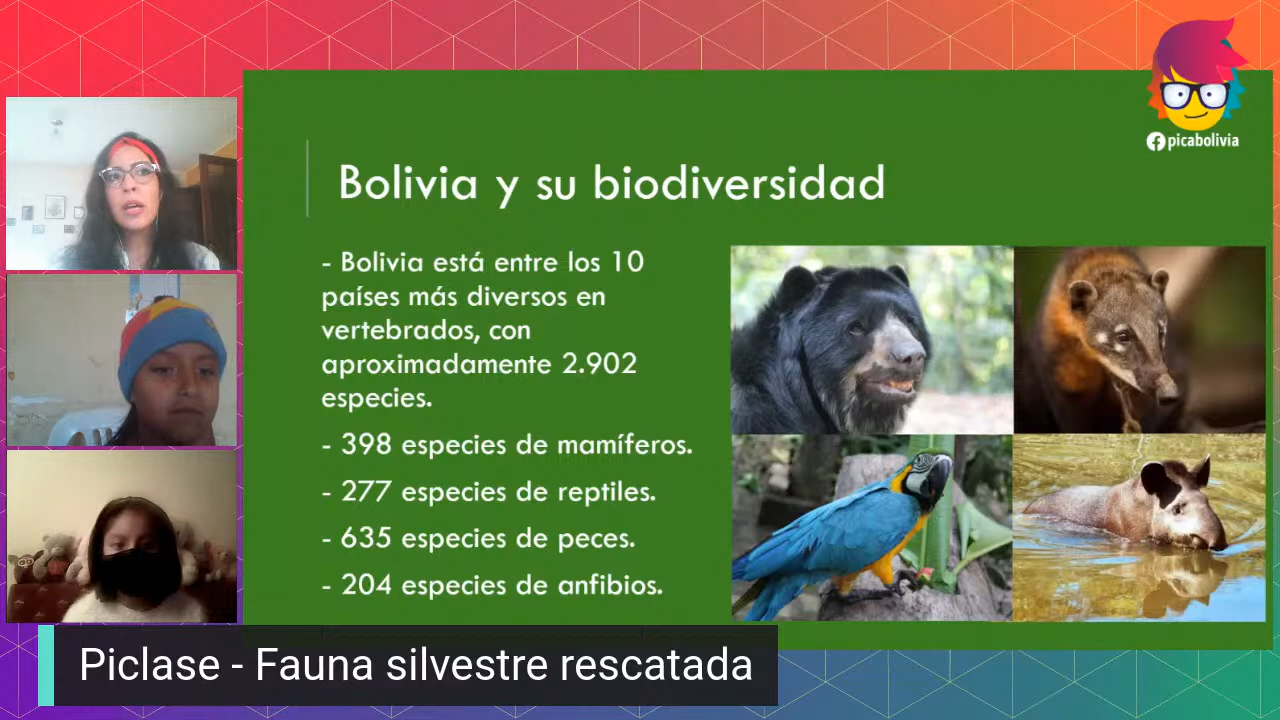 picabolivia
Bolivia y su biodiversidad
- Bolivia está entre los 10
países más diversos en
vertebrados, con
aproximadamente 2.902
especies.
- 398 especies de mamíferos.
- 277 especies de reptiles.
- 635 especies de peces.
- 204 especies de anfibios.
Piclase - Fauna silvestre rescatada